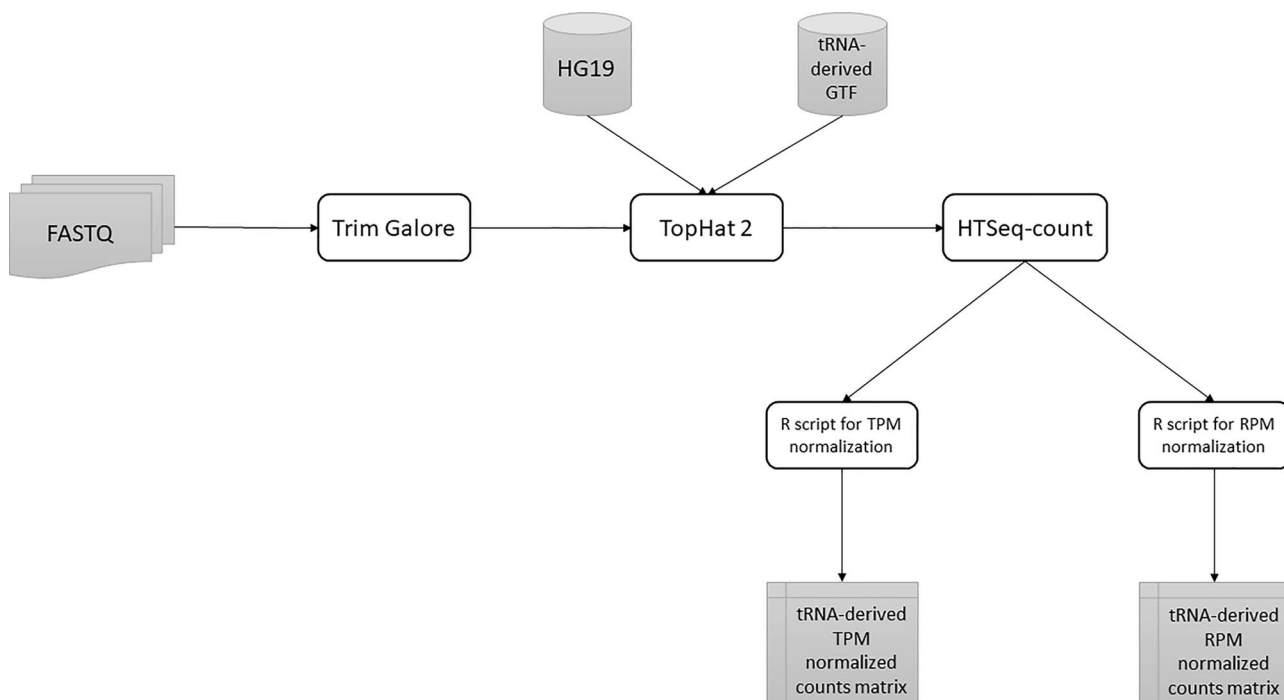 HG19
tRNA-
derived
GTF
FASTQ
Trim Galore
TopHat 2
HTSeq-count
R script for TPM
normalization
R script for RPM
normalization
tRNA-derived
TPM
normalized
counts matrix
tRNA-derived
RPM
normalized
counts matrix